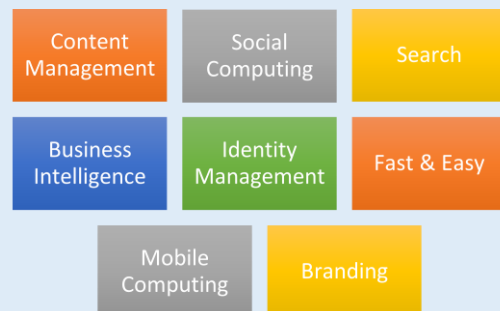 Content
Management
Social
Computing
Search
Business
Intelligence
Identity
Management
Fast & Easy
Mobile
Computing
Branding